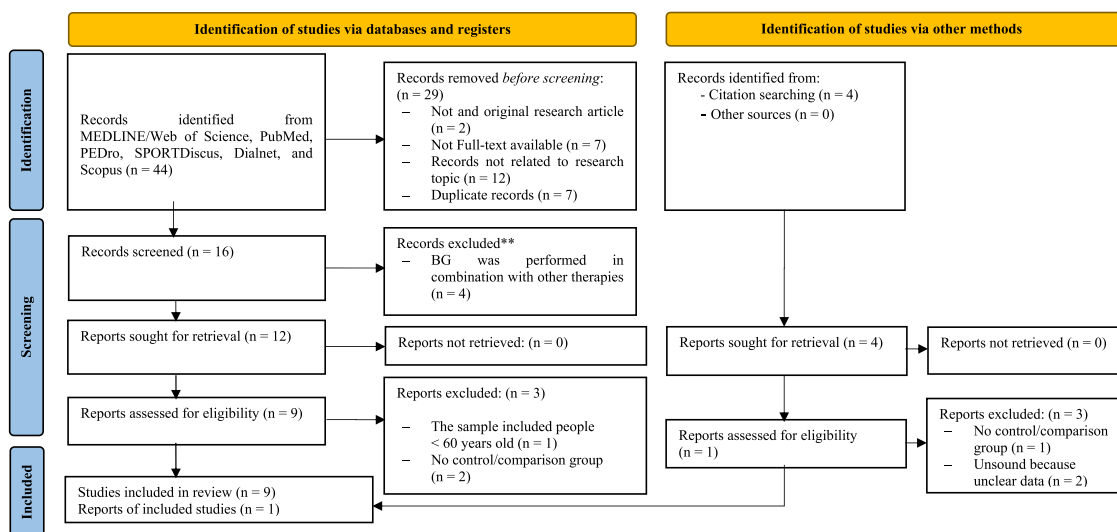 Identification of studies via databases and registers
Identification of studies via other methods
Identification
Records identified from
MEDLINE/Web of Science, PubMed,
PEDro, SPORTDiscus, Dialnet, and
Scopus (n = 44)
Records removed before screening:
(n = 29)
– Not and original research article
(n = 2)
– Not Full-text available (n = 7)
– Records not related to research
topic (n = 12)
– Duplicate records (n = 7)
Records identified from:
- Citation searching (n = 4)
- Other sources (n = 0)
Screening
Records screened (n = 16)
Records excluded**
– BG was performed in
combination with other therapies
(n = 4)
Reports sought for retrieval (n = 12)
Reports not retrieved: (n = 0)
Reports sought for retrieval (n = 4)
Reports not retrieved (n = 0)
Reports assessed for eligibility (n = 9)
Reports excluded: (n = 3)
– The sample included people
< 60 years old (n = 1)
– No control/comparison group
(n = 2)
Reports assessed for eligibility
(n = 1)
Reports excluded: (n = 3)
– No control/comparison
group (n = 1)
– Unsound because
unclear data (n = 2)
Included
Studies included in review (n = 9)
Reports of included studies (n = 1)